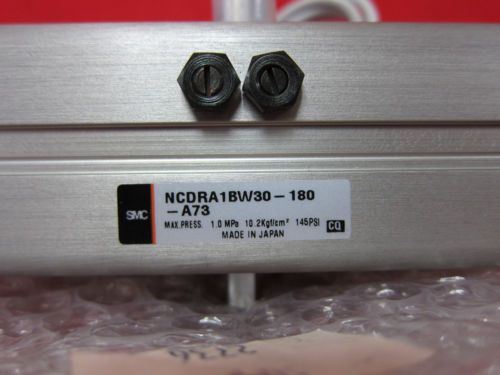 NCDRA1BW30-180
-A73
SMC
MAX.PRESS. 1.0 MPa 10.2Kgf/cm² 145PSI
MADE IN JAPAN
CQ